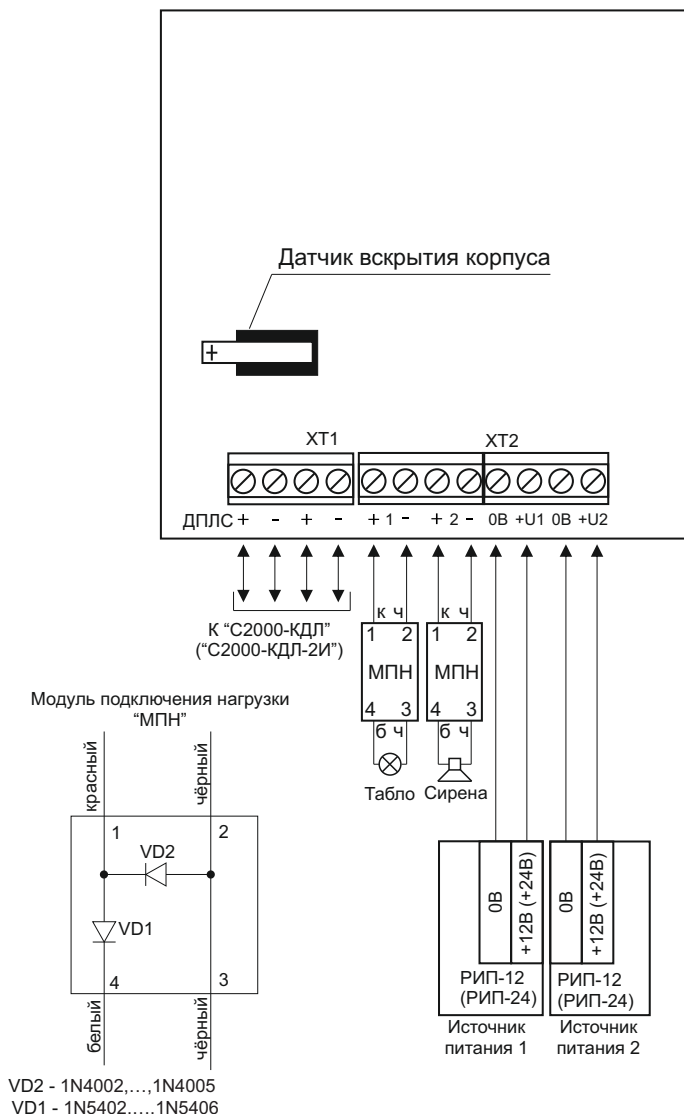 Датчик вскрытия корпуса
+
XT1
XT2
ДПЛС + - + - + 1 - + 2 - 0В +U1 0В +U2
К “С2000-КДЛ”
(“С2000-КДЛ-2И”)
к ч
1 2
МПН
4 3
б ч
Табло
к ч
1 2
МПН
4 3
б ч
Сирена
Модуль подключения нагрузки
“МПН”
красный
чёрный
1 2
VD2
VD1
4 3
белый
чёрный
VD2 - 1N4002,…,1N4005
VD1 - 1N5402,…,1N5406
0В
+12В (+24В)
РИП-12
(РИП-24)
Источник
питания 1
0В
+12В (+24В)
РИП-12
(РИП-24)
Источник
питания 2